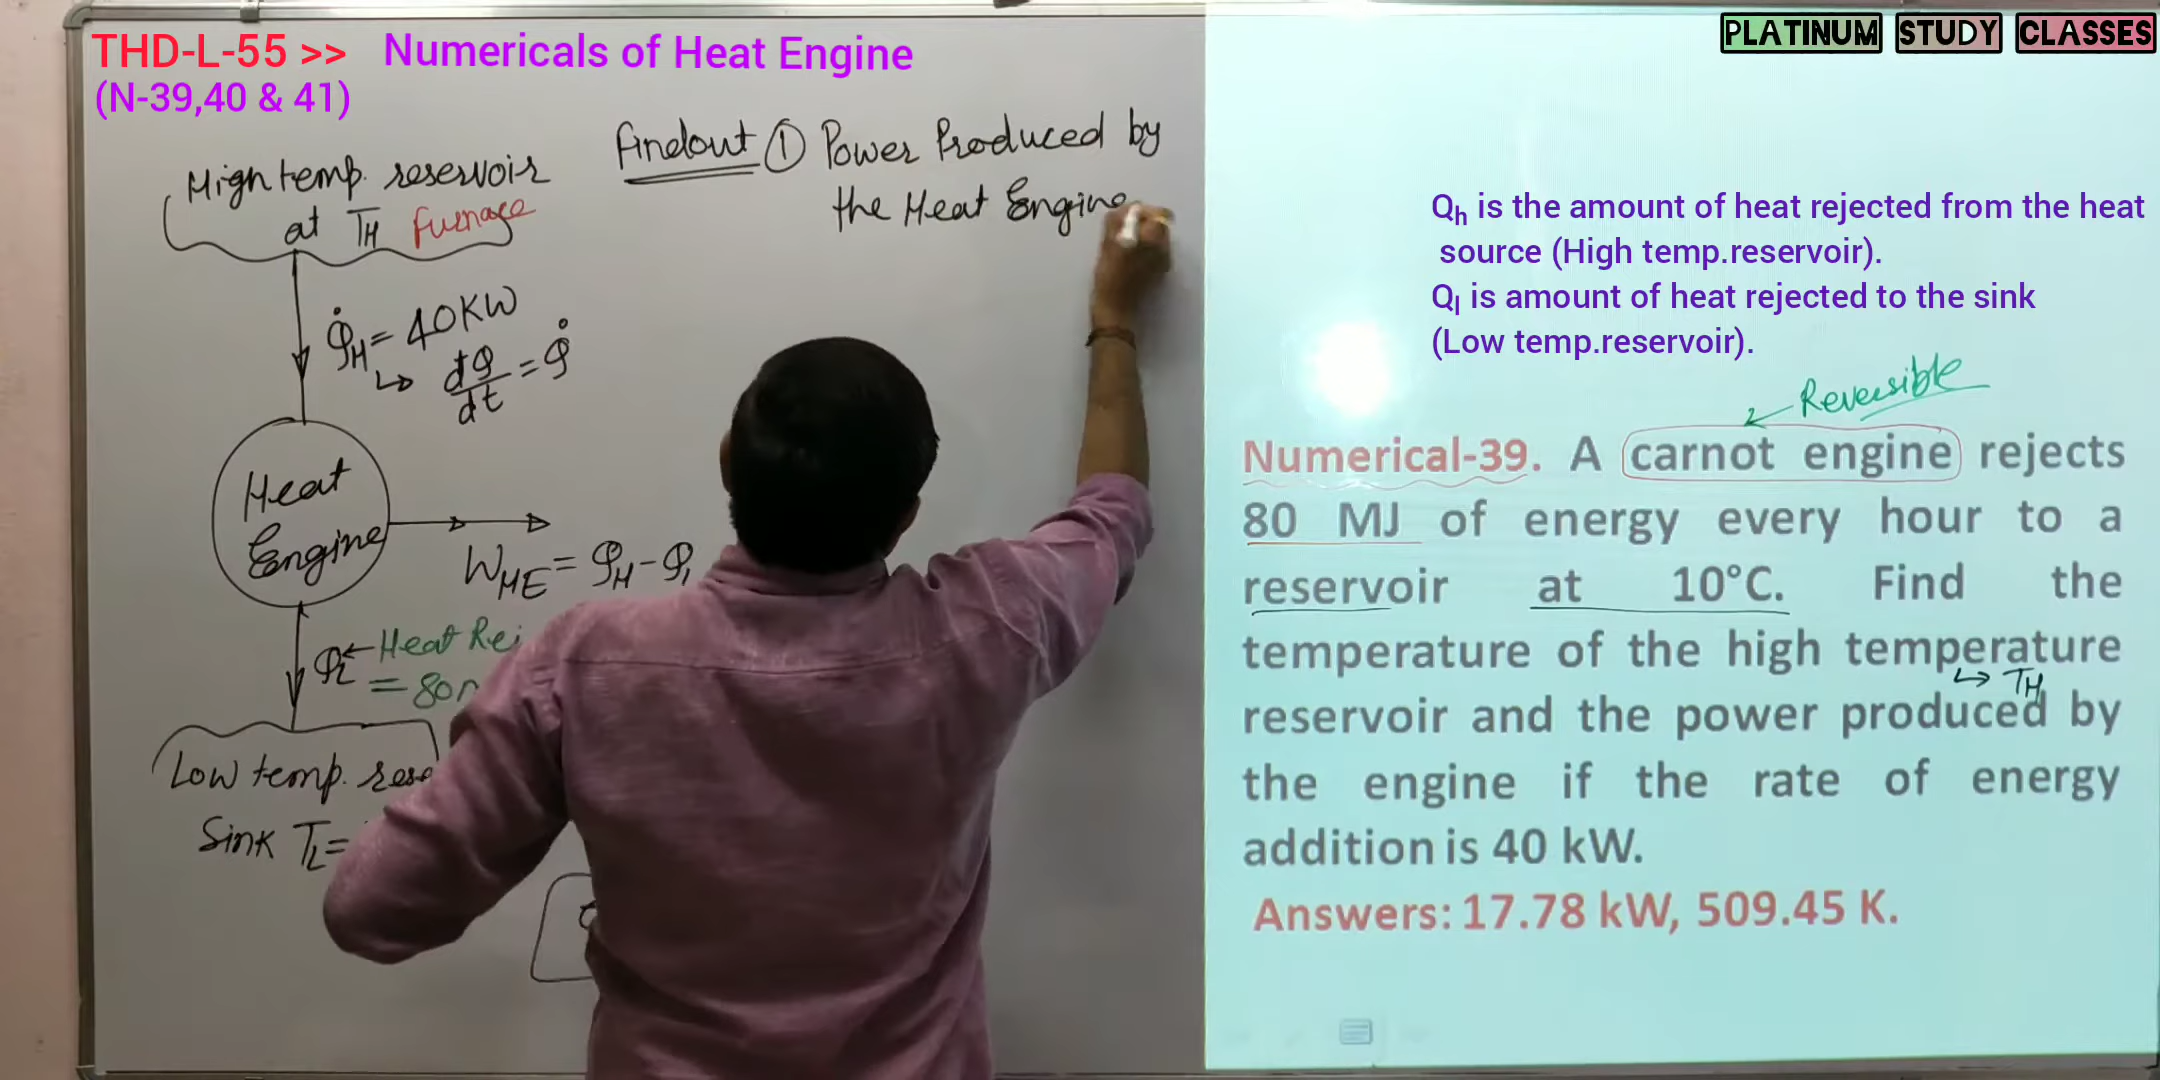 THD-L-55 >> Numericals of Heat Engine
(N-39,40 & 41)
PLATINUM STUDY CLASSES
High temp. reservoir
at TH furnace
Q̇H = 40KW
↳ dQ/dt = Q̇
Heat
Engine
WHE = QH - Q
QL ← Heat Rej
= 80
Low temp. rese
Sink TL =
Findout ① Power Produced by
the Heat Engine
Qh is the amount of heat rejected from the heat
source (High temp.reservoir).
Ql is amount of heat rejected to the sink
(Low temp.reservoir).
Reversible
Numerical-39. A carnot engine rejects
80 MJ of energy every hour to a
reservoir at 10°C. Find the
temperature of the high temperature
↳ TH
reservoir and the power produced by
the engine if the rate of energy
addition is 40 kW.
Answers: 17.78 kW, 509.45 K.